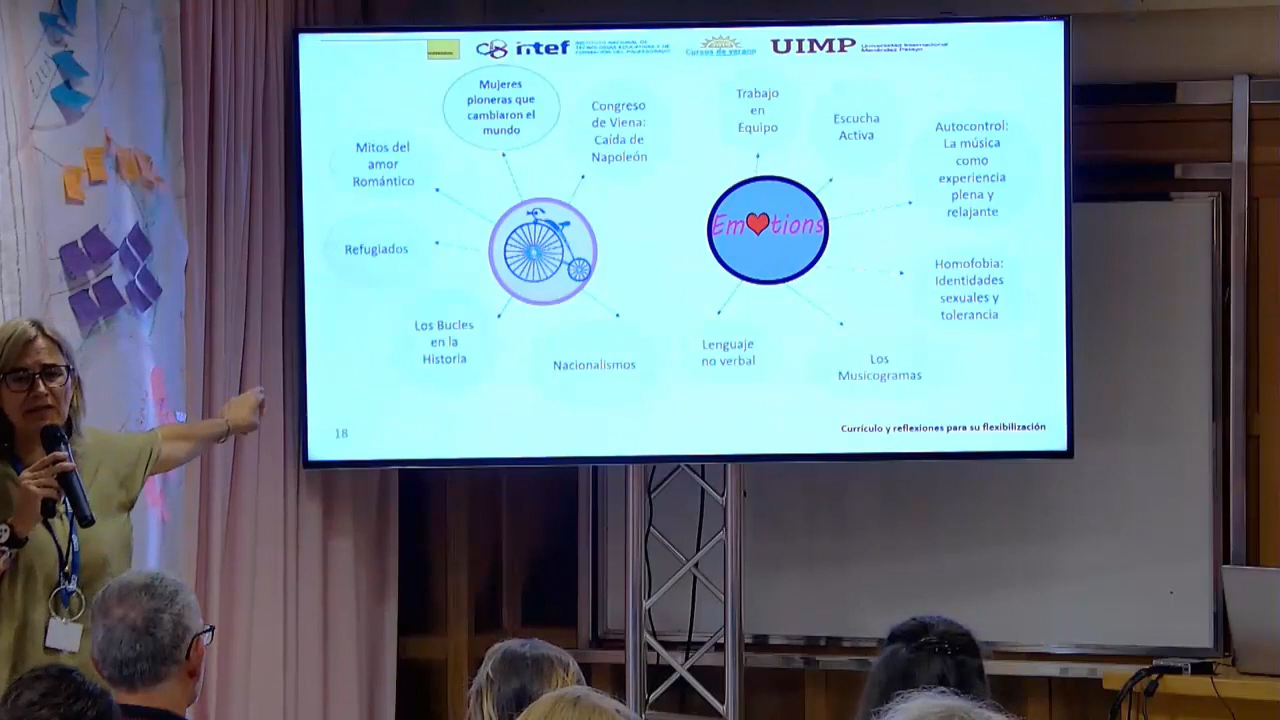 intef
INSTITUTO NACIONAL DE
TECNOLOGÍAS EDUCATIVAS Y DE
FORMACIÓN DEL PROFESORADO
Cursos de verano
UIMP
Universidad Internacional
Menéndez Pelayo
Mujeres
pioneras que
cambiaron el
mundo
Congreso
de Viena:
Caída de
Napoleón
Mitos del
amor
Romántico
Refugiados
Los Bucles
en la
Historia
Nacionalismos
Trabajo
en
Equipo
Escucha
Activa
Autocontrol:
La música
como
experiencia
plena y
relajante
Em❤tions
Homofobia:
Identidades
sexuales y
tolerancia
Lenguaje
no verbal
Los
Musicogramas
18
Currículo y reflexiones para su flexibilización